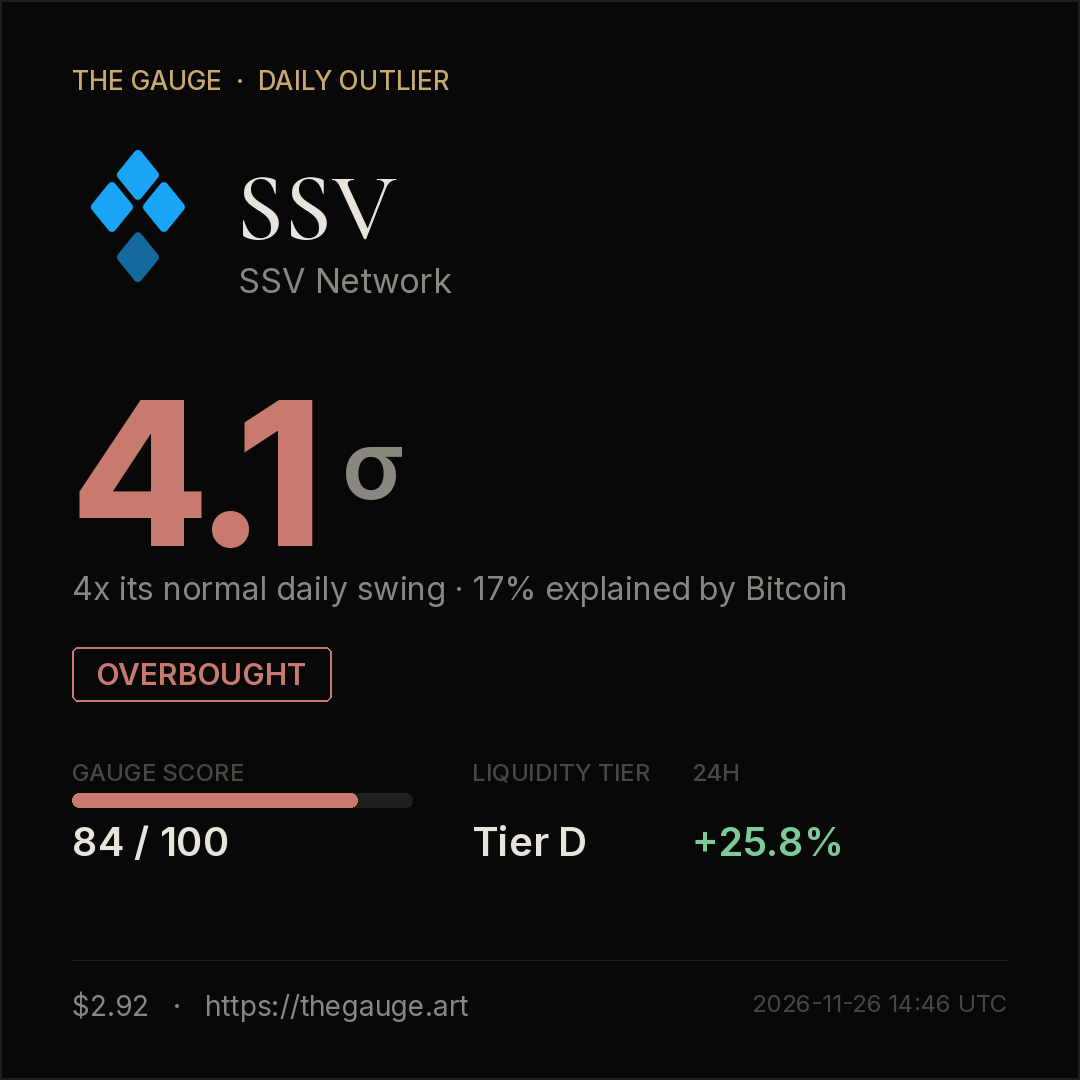 THE GAUGE · DAILY OUTLIER
SSV
SSV Network
4.1 σ
4x its normal daily swing · 17% explained by Bitcoin
OVERBOUGHT
GAUGE SCORE LIQUIDITY TIER 24H
84 / 100 Tier D +25.8%
$2.92 · https://thegauge.art 2026-11-26 14:46 UTC